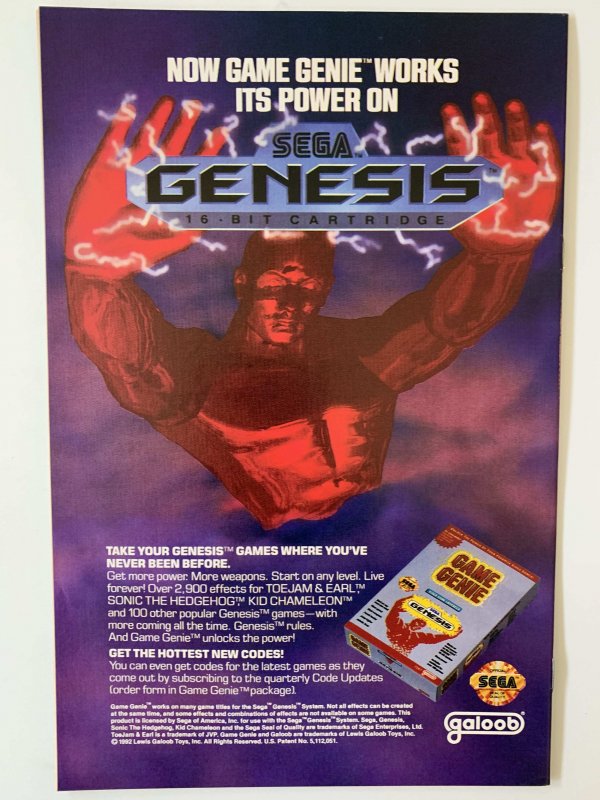 NOW GAME GENIE™ WORKS
ITS POWER ON
SEGA™
GENESIS™
16-BIT CARTRIDGE
TAKE YOUR GENESIS™ GAMES WHERE YOU'VE
NEVER BEEN BEFORE.
Get more power. More weapons. Start on any level. Live
forever! Over 2,900 effects for TOEJAM & EARL,™
SONIC THE HEDGEHOG,™ KID CHAMELEON™
and 100 other popular Genesis™ games—with
more coming all the time. Genesis™ rules.
And Game Genie™ unlocks the power!
GET THE HOTTEST NEW CODES!
You can even get codes for the latest games as they
come out by subscribing to the quarterly Code Updates
(order form in Game Genie™ package).
GAME
GENIE
GENESIS
SEGA
galoob®
Game Genie™ works on many game titles for the Sega™ Genesis™ System. Not all effects can be created
at the same time, and some effects and combinations of effects are not available on some games. This
product is licensed by Sega of America, Inc. for use with the Sega™ Genesis™ System. Sega, Genesis,
Sonic The Hedgehog, Kid Chameleon and the Sega Seal of Quality are trademarks of Sega Enterprises, Ltd.
ToeJam & Earl is a trademark of JVP. Game Genie and Galoob are trademarks of Lewis Galoob Toys, Inc.
© 1992 Lewis Galoob Toys, Inc. All Rights Reserved. U.S. Patent No. 5,112,051.